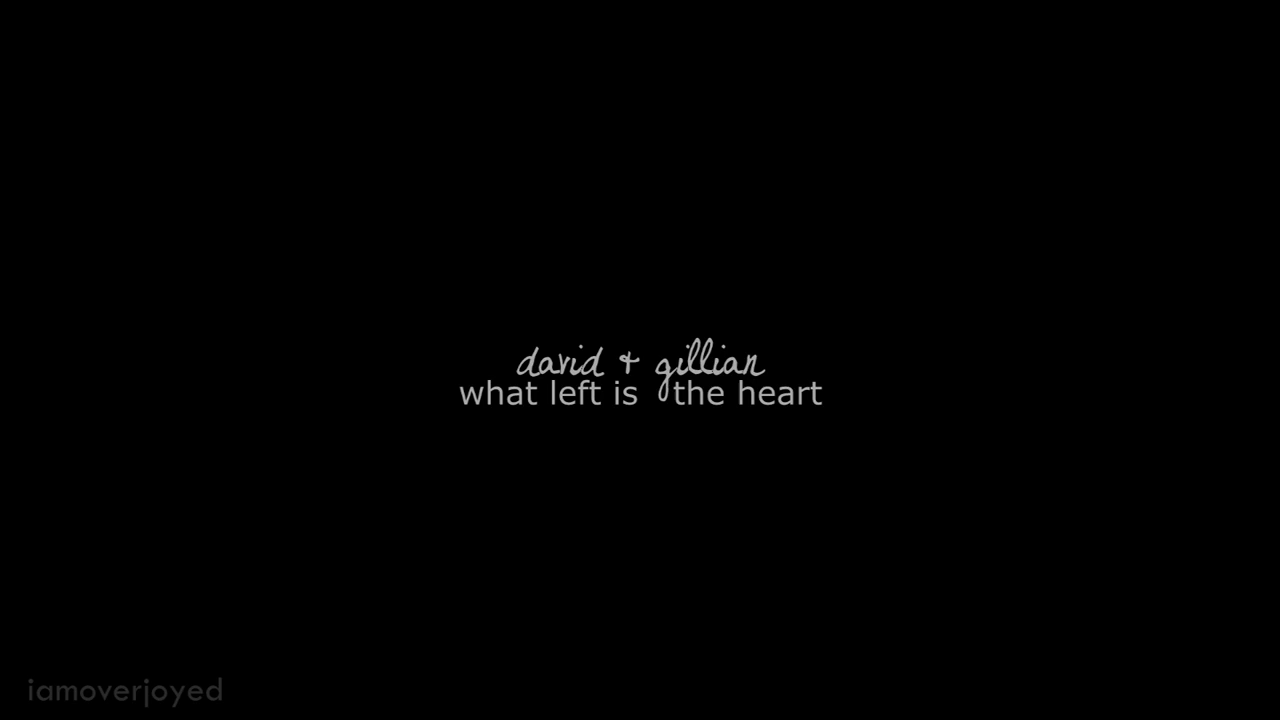 david & gillian
what left is the heart
iamoverjoyed